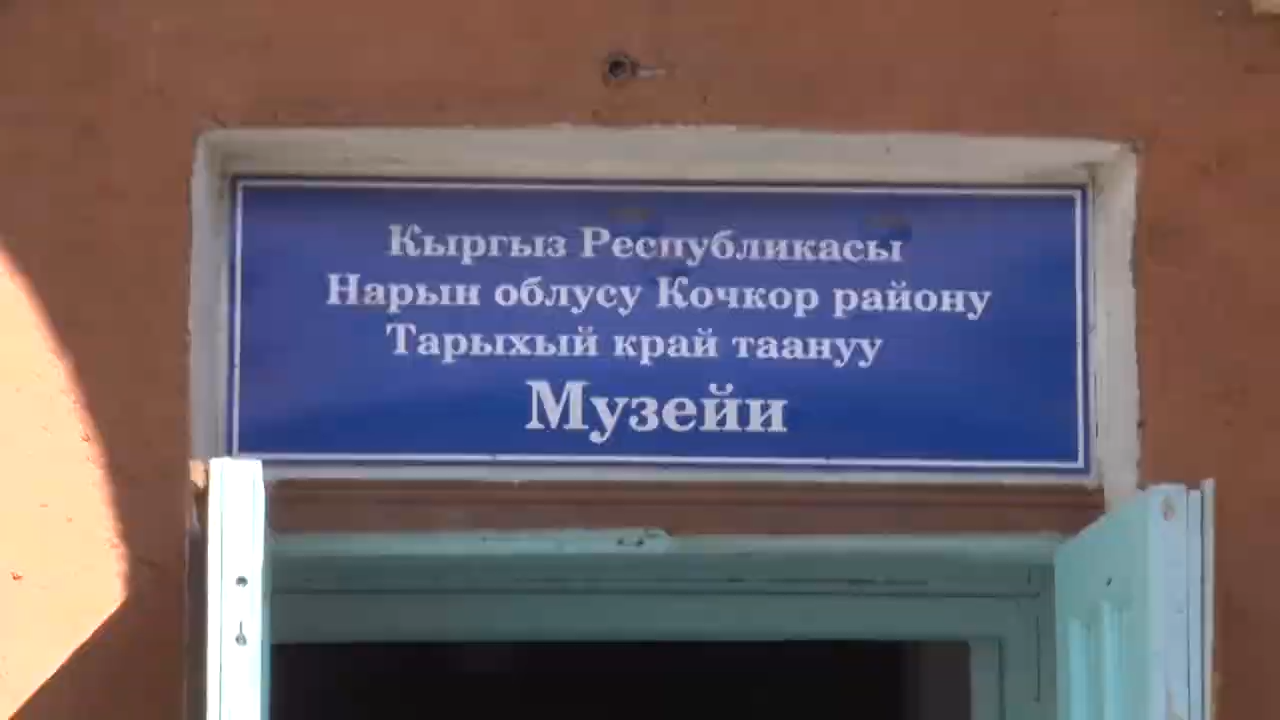 Кыргыз Республикасы
Нарын облусу Кочкор району
Тарыхый край таануу
Музейи